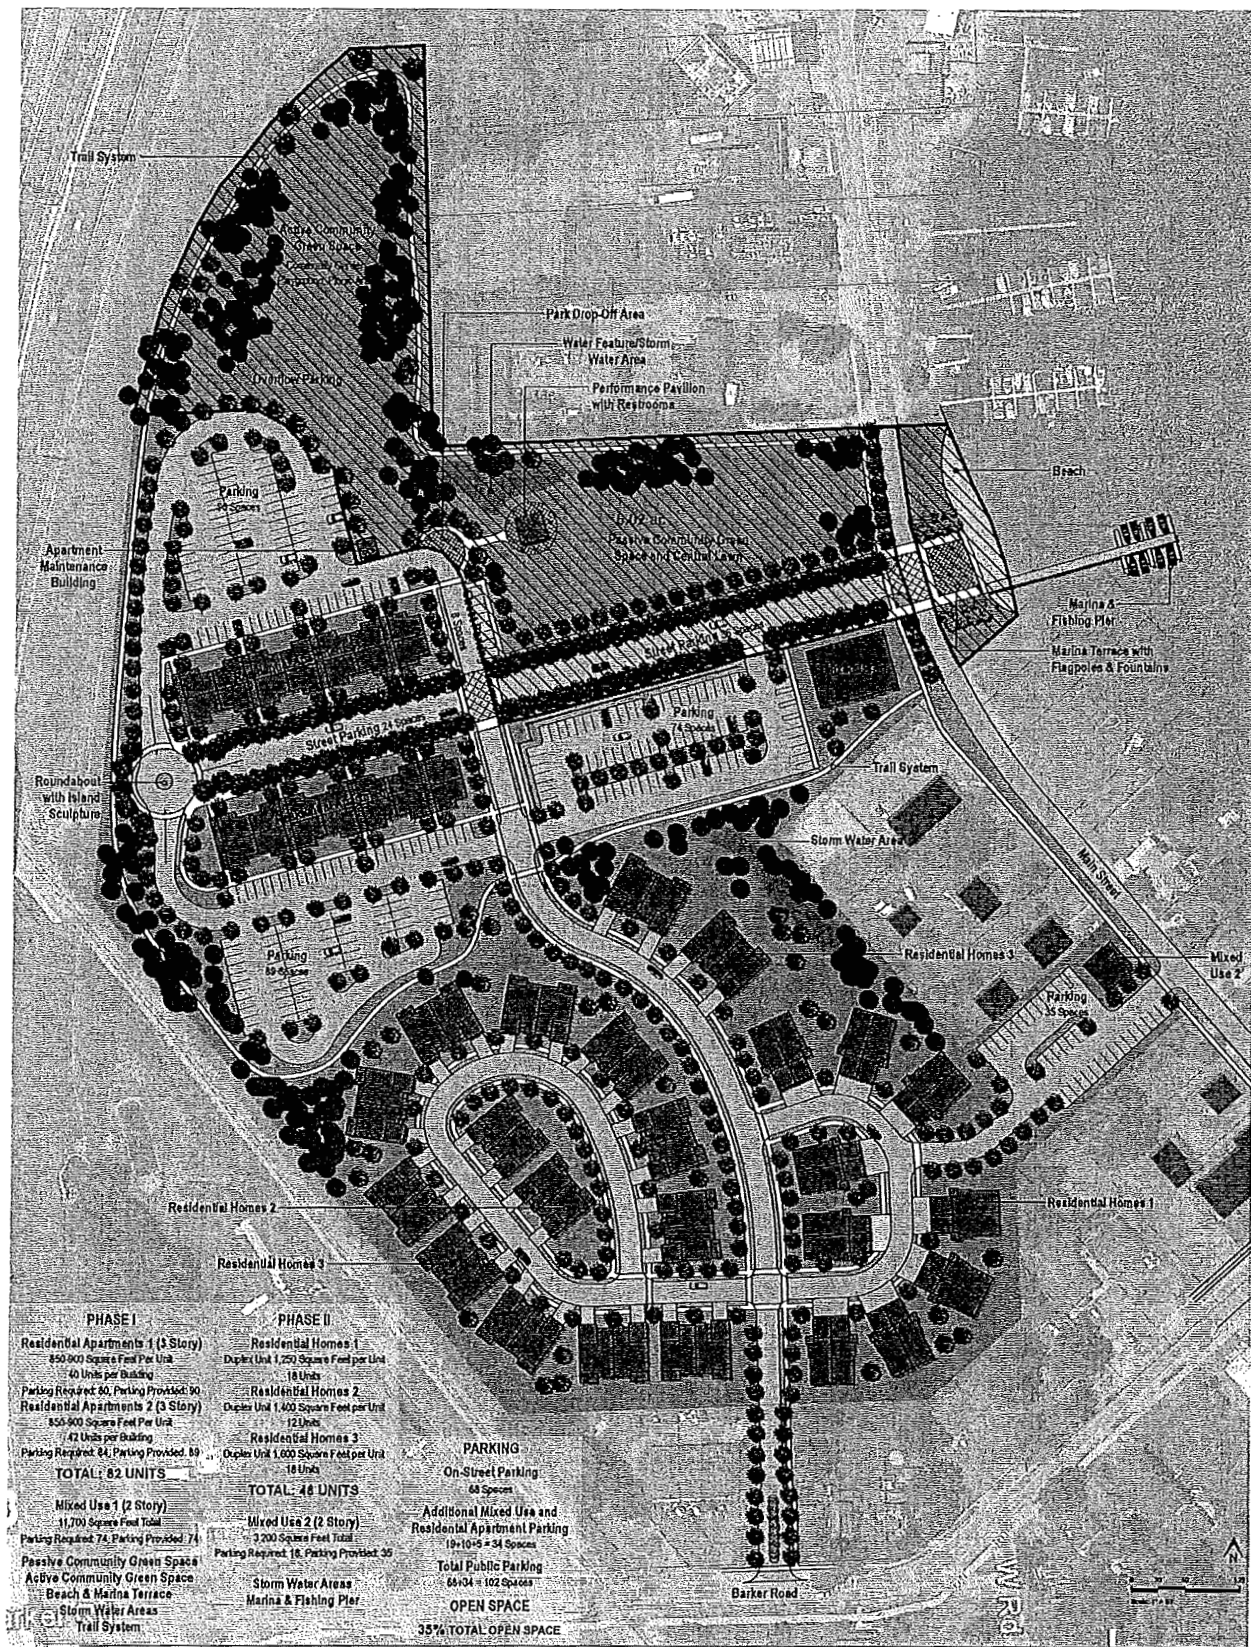 Trail System
Active Community
Green Space
Overflow Parking
Park Drop-Off Area
Water Feature/Storm
Water Area
Performance Pavilion
with Restrooms
Parking
Beach
Apartment
Maintenance
Building
Passive Community Green
Space and Central Lawn
Marina &
Fishing Pier
Marina Terrace with
Flagpoles & Fountains
Street Parking
Parking
74 Spaces
Street Parking 24 Spaces
Roundabout
with Island
Sculpture
Trail System
Storm Water Area
Main Street
Parking
89 Spaces
Residential Homes 3
Mixed
Use 2
Parking
35 Spaces
Residential Homes 2
Residential Homes 1
Residential Homes 3
PHASE I
Residential Apartments 1 (3 Story)
850-900 Square Feet Per Unit
40 Units per Building
Parking Required: 80, Parking Provided: 90
Residential Apartments 2 (3 Story)
850-900 Square Feet Per Unit
42 Units per Building
Parking Required: 84, Parking Provided: 89
TOTAL: 82 UNITS
Mixed Use 1 (2 Story)
11,700 Square Feet Total
Parking Required: 74, Parking Provided: 74
Passive Community Green Space
Active Community Green Space
Beach & Marina Terrace
Storm Water Areas
Trail System
PHASE II
Residential Homes 1
Duplex Unit 1,250 Square Feet per Unit
18 Units
Residential Homes 2
Duplex Unit 1,400 Square Feet per Unit
12 Units
Residential Homes 3
Duplex Unit 1,600 Square Feet per Unit
18 Units
TOTAL: 48 UNITS
Mixed Use 2 (2 Story)
3,200 Square Feet Total
Parking Required: 16, Parking Provided: 35
Storm Water Areas
Marina & Fishing Pier
PARKING
On-Street Parking
68 Spaces
Additional Mixed Use and
Residental Apartment Parking
19+10+5 = 34 Spaces
Total Public Parking
68+34 = 102 Spaces
OPEN SPACE
35% TOTAL OPEN SPACE
Barker Road
N